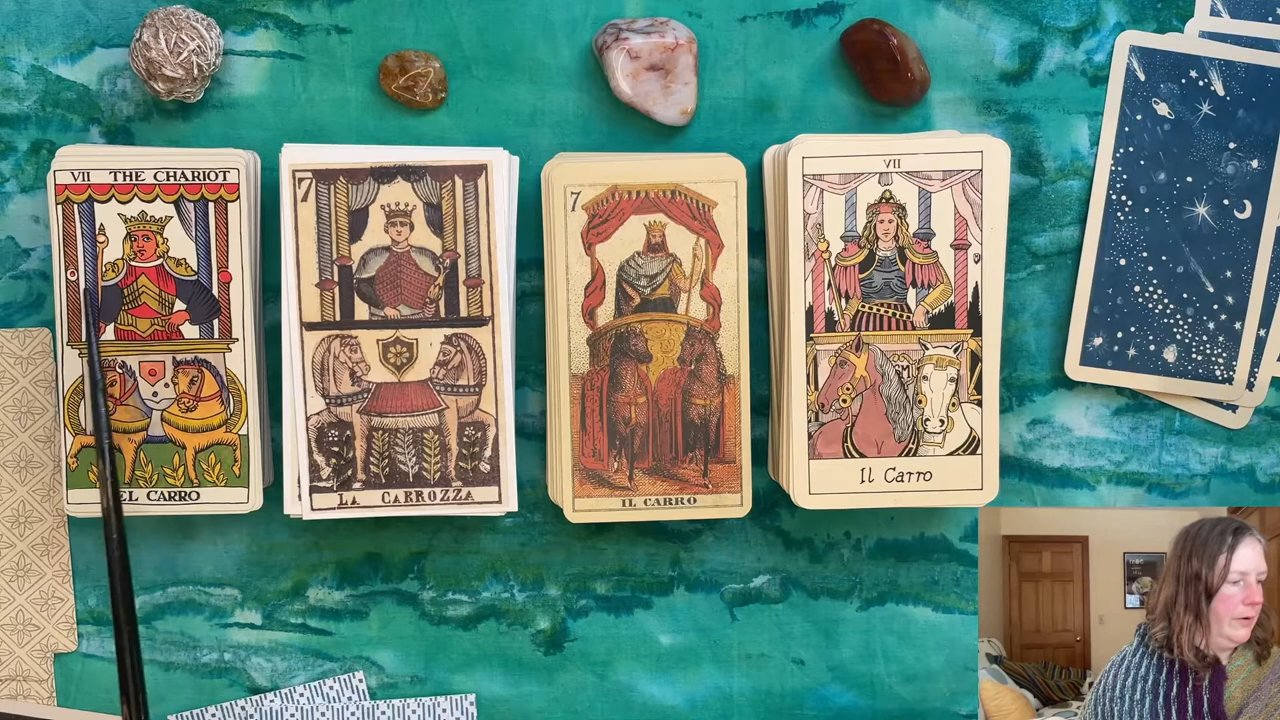 VII THE CHARIOT
EL CARRO
7
LA CARROZZA
7
IL CARRO
VII
Il Carro